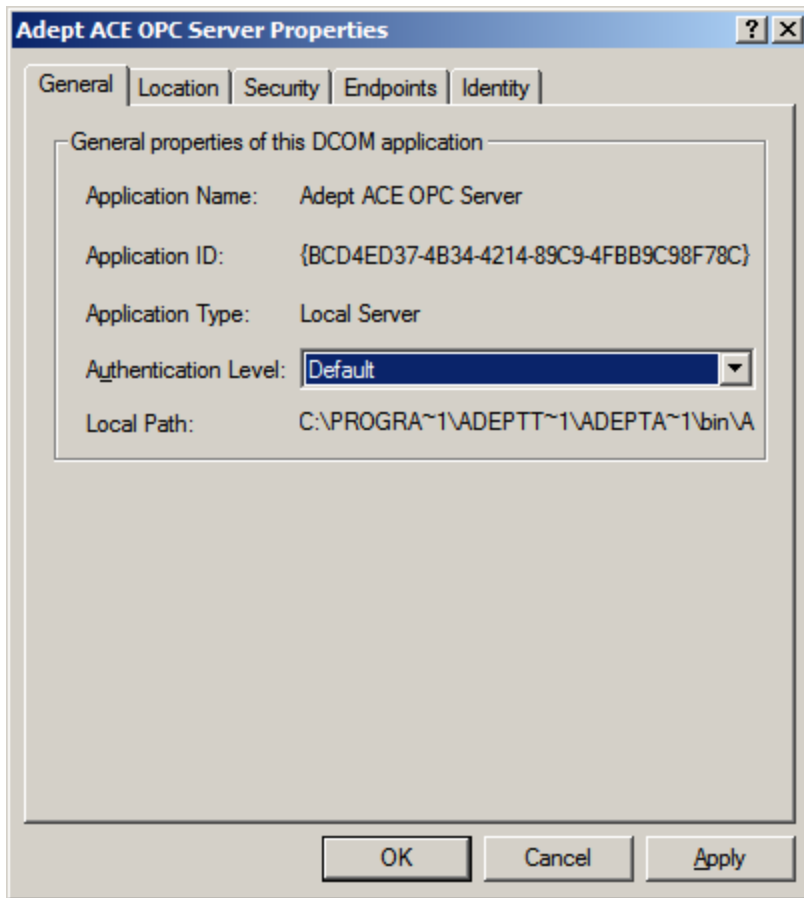 Adept ACE OPC Server Properties
General Location Security Endpoints Identity
General properties of this DCOM application
Application Name: Adept ACE OPC Server
Application ID: {BCD4ED37-4B34-4214-89C9-4FBB9C98F78C}
Application Type: Local Server
Authentication Level: Default
Local Path: C:\PROGRA~1\ADEPTT~1\ADEPTA~1\bin\A
OK Cancel Apply